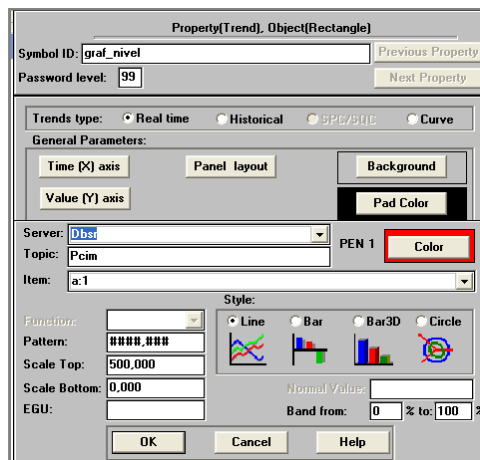 Property(Trend), Object(Rectangle)
Symbol ID: graf_nivel Previous Property
Password level: 99 Next Property
Trends type: Real time Historical SPC/SQC Curve
General Parameters:
Time (X) axis Panel layout Background
Value (Y) axis Pad Color
Server: Dbsr PEN 1 Color
Topic: Pcim
Item: a:1
Style:
Function: Line Bar Bar3D Circle
Pattern: ####,###
Scale Top: 500,000
Scale Bottom: 0,000 Normal Value:
EGU: Band from: 0 % to: 100 %
OK Cancel Help